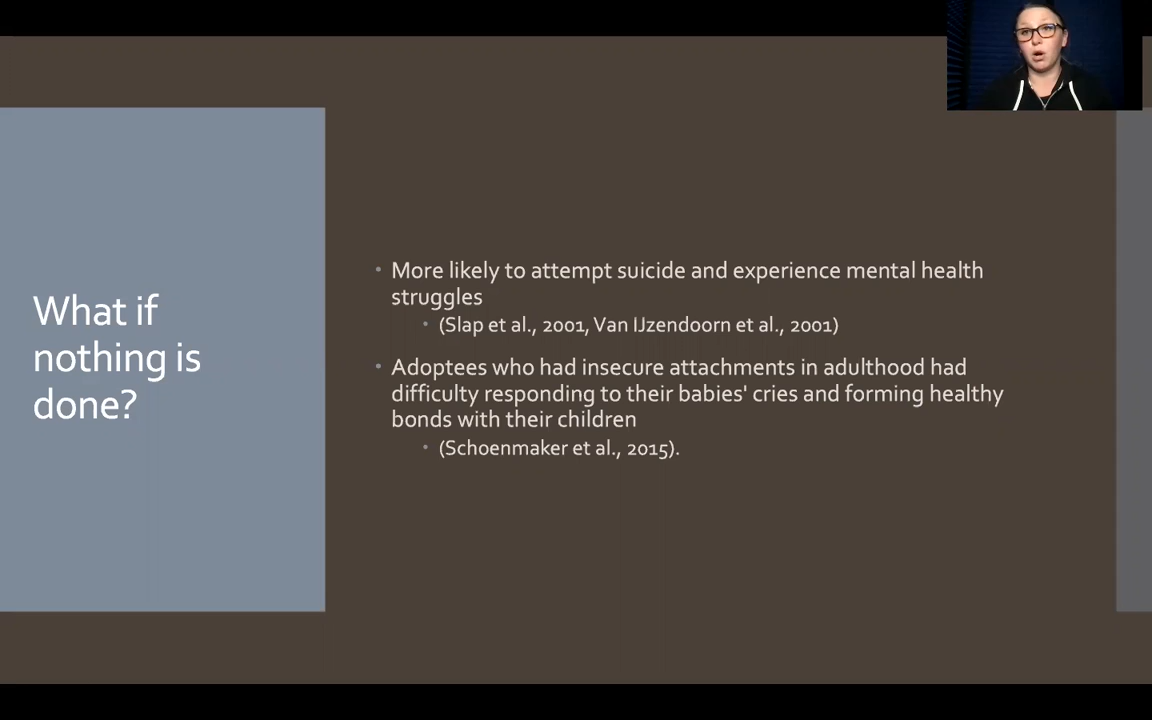 What if
nothing is
done?
• More likely to attempt suicide and experience mental health
struggles
• (Slap et al., 2001, Van IJzendoorn et al., 2001)
• Adoptees who had insecure attachments in adulthood had
difficulty responding to their babies' cries and forming healthy
bonds with their children
• (Schoenmaker et al., 2015).